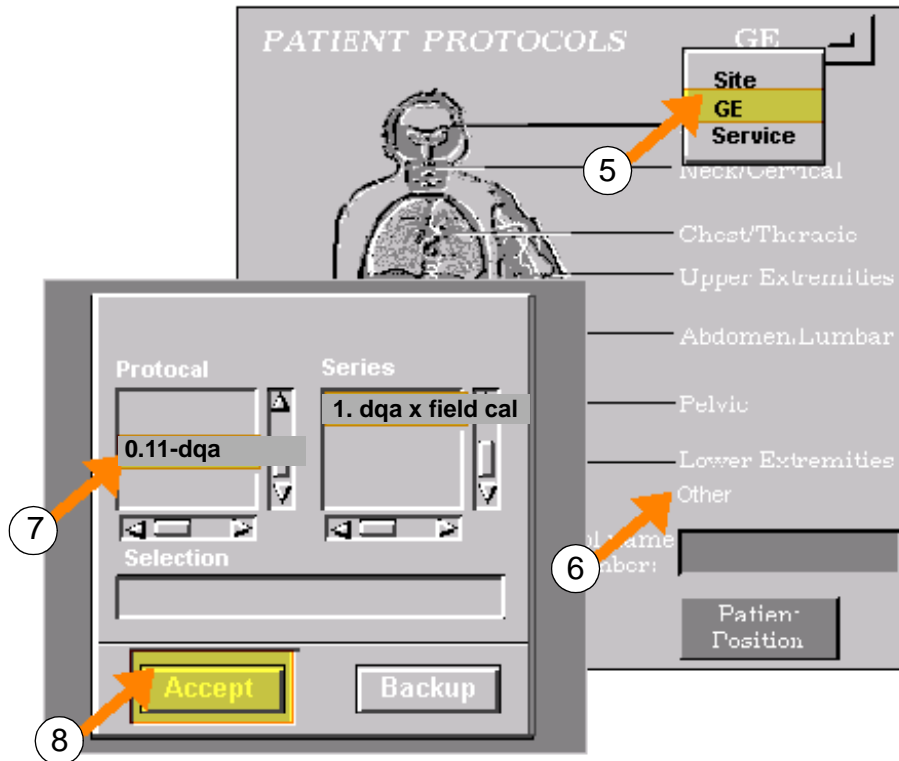 PATIENT PROTOCOLS GE
Site
GE
Service
5
Neck/Cervical
Chest/Thoracic
Upper Extremities
Abdomen,Lumbar
Pelvic
Lower Extremities
Other
6
Patient
Position
Protocal
Series
1. dqa x field cal
0.11-dqa
7
Selection
Accept
Backup
8